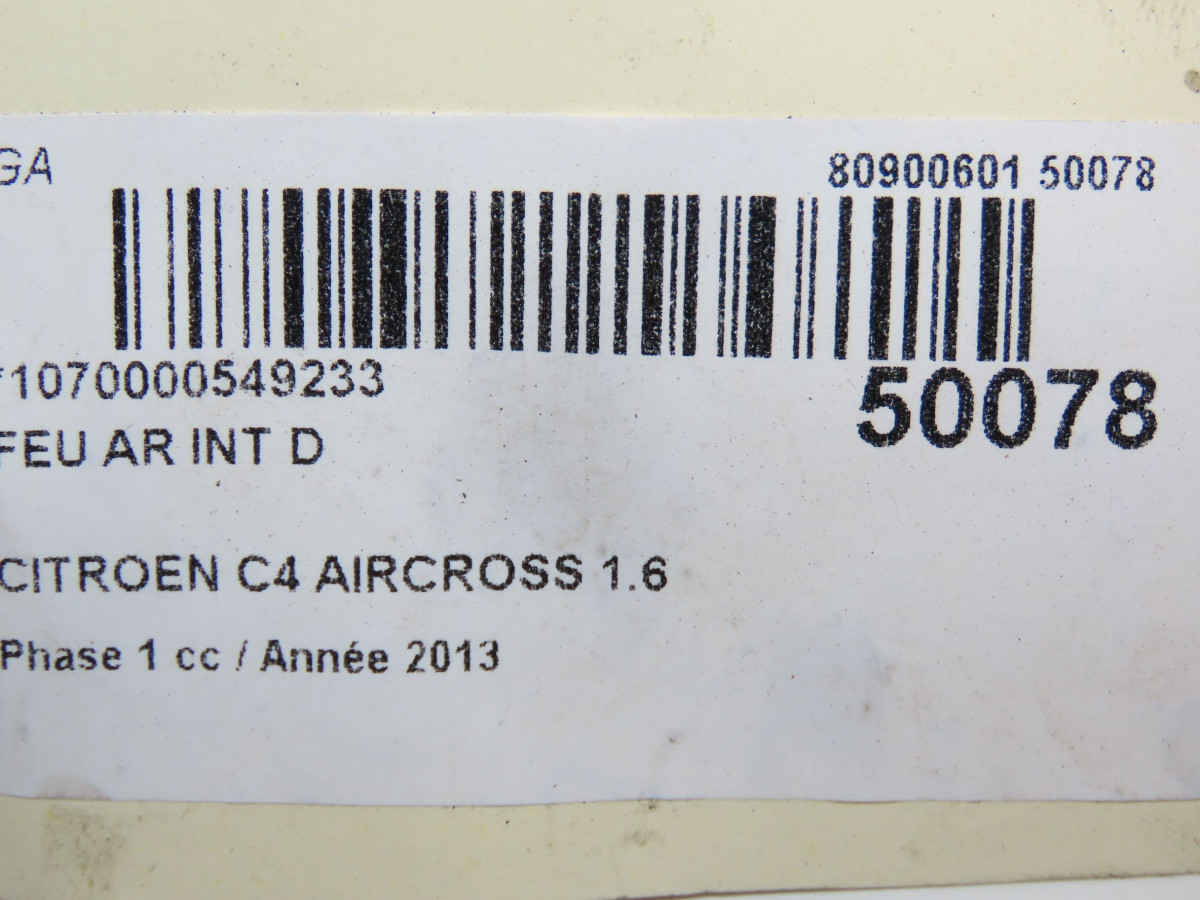 GA
80900601 50078
*1070000549233
50078
FEU AR INT D
CITROEN C4 AIRCROSS 1.6
Phase 1 cc / Année 2013